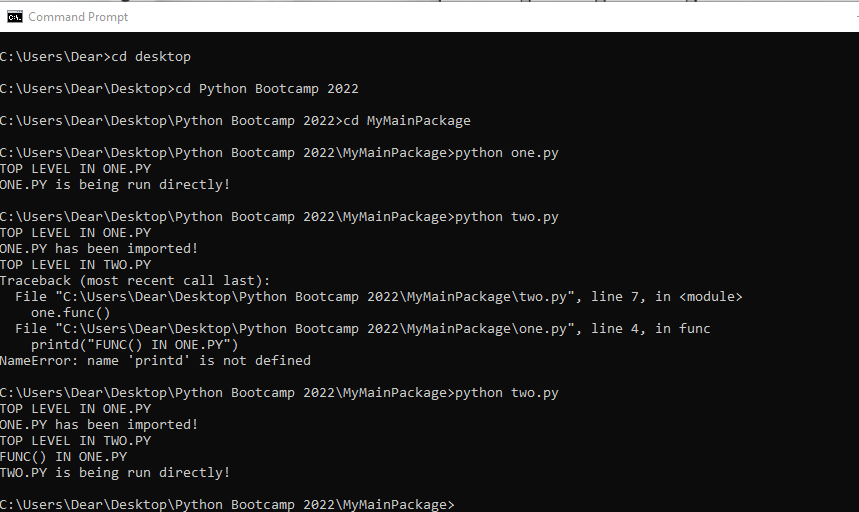 Command Prompt
C:\Users\Dear>cd desktop
C:\Users\Dear\Desktop>cd Python Bootcamp 2022
C:\Users\Dear\Desktop\Python Bootcamp 2022>cd MyMainPackage
C:\Users\Dear\Desktop\Python Bootcamp 2022\MyMainPackage>python one.py
TOP LEVEL IN ONE.PY
ONE.PY is being run directly!
C:\Users\Dear\Desktop\Python Bootcamp 2022\MyMainPackage>python two.py
TOP LEVEL IN ONE.PY
ONE.PY has been imported!
TOP LEVEL IN TWO.PY
Traceback (most recent call last):
  File "C:\Users\Dear\Desktop\Python Bootcamp 2022\MyMainPackage\two.py", line 7, in <module>
    one.func()
  File "C:\Users\Dear\Desktop\Python Bootcamp 2022\MyMainPackage\one.py", line 4, in func
    printd("FUNC() IN ONE.PY")
NameError: name 'printd' is not defined
C:\Users\Dear\Desktop\Python Bootcamp 2022\MyMainPackage>python two.py
TOP LEVEL IN ONE.PY
ONE.PY has been imported!
TOP LEVEL IN TWO.PY
FUNC() IN ONE.PY
TWO.PY is being run directly!
C:\Users\Dear\Desktop\Python Bootcamp 2022\MyMainPackage>